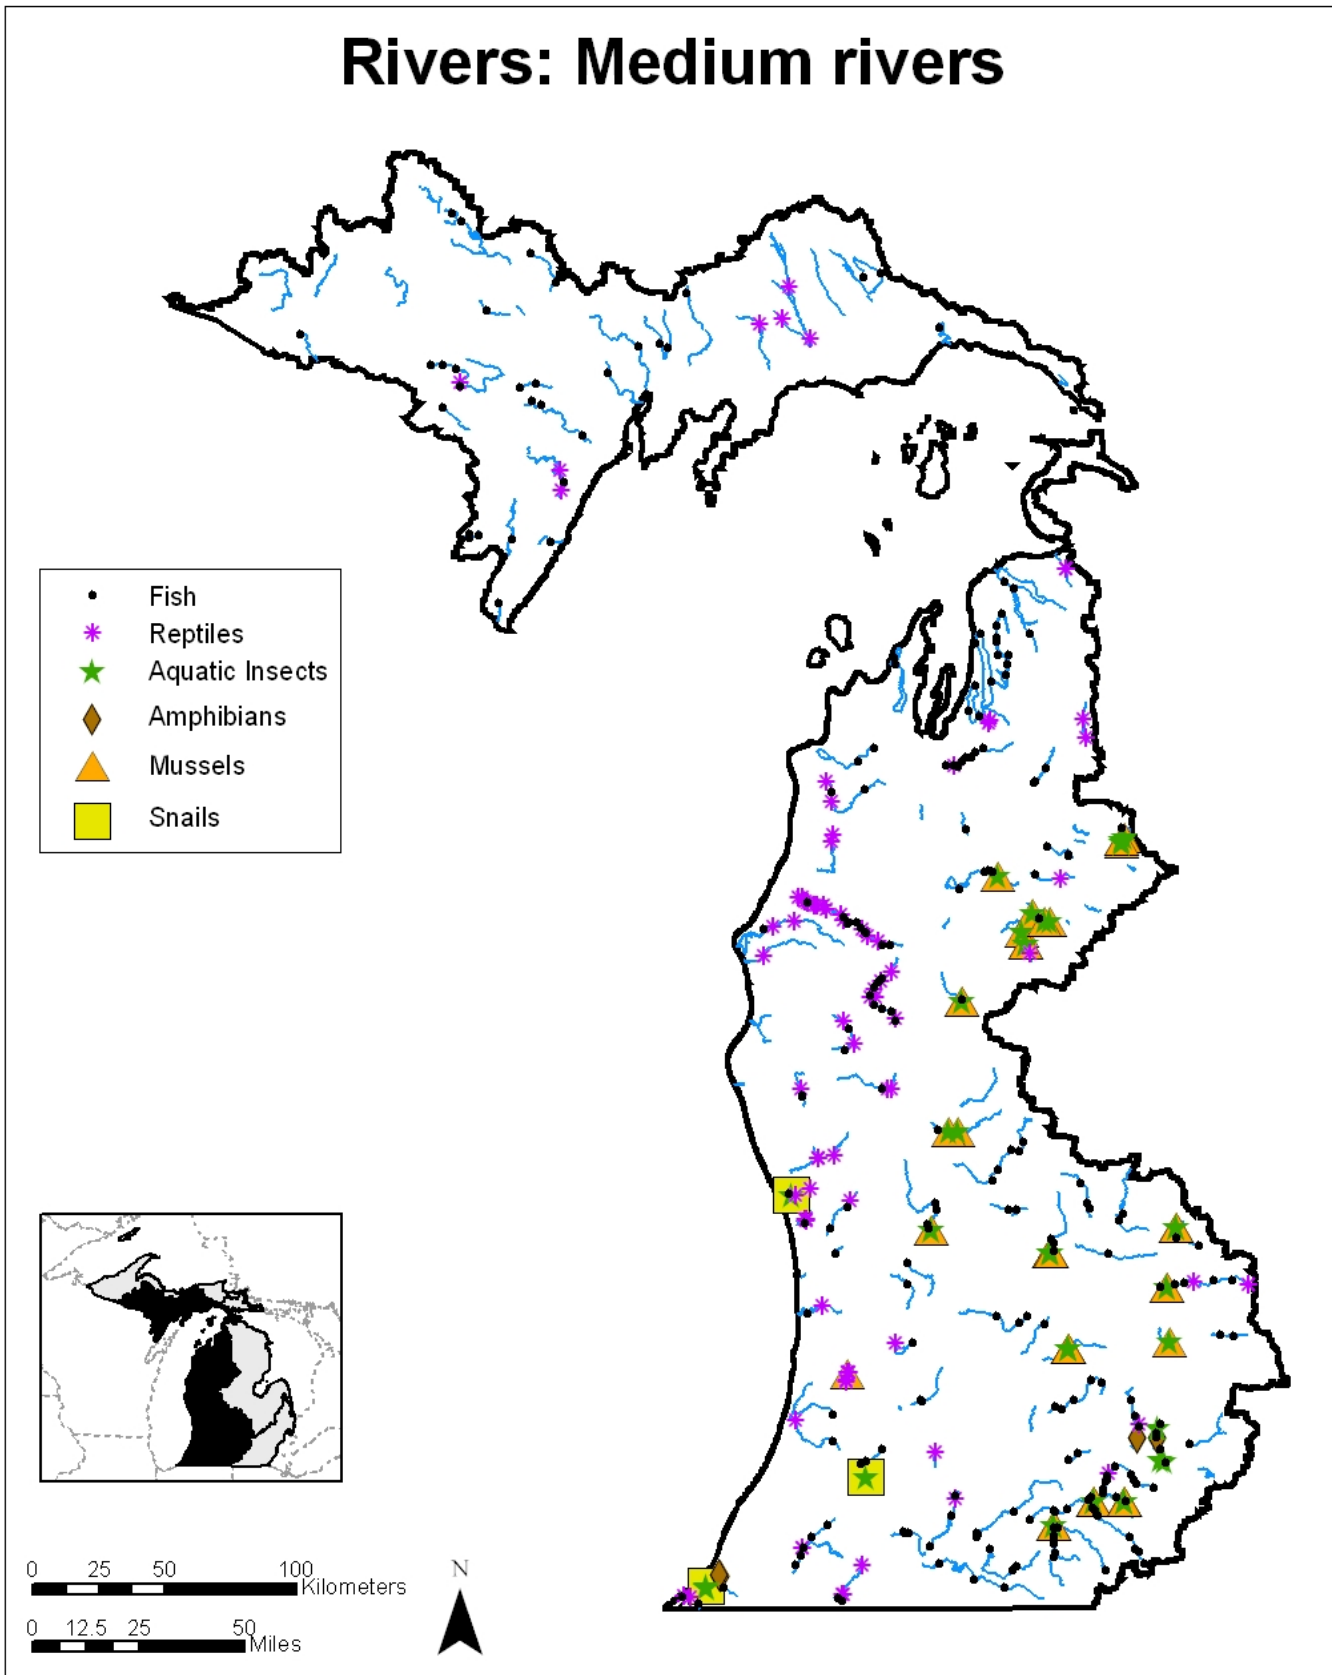 Rivers: Medium rivers
Fish
Reptiles
Aquatic Insects
Amphibians
Mussels
Snails
0 25 50 100
Kilometers
0 12.5 25 50
Miles
N